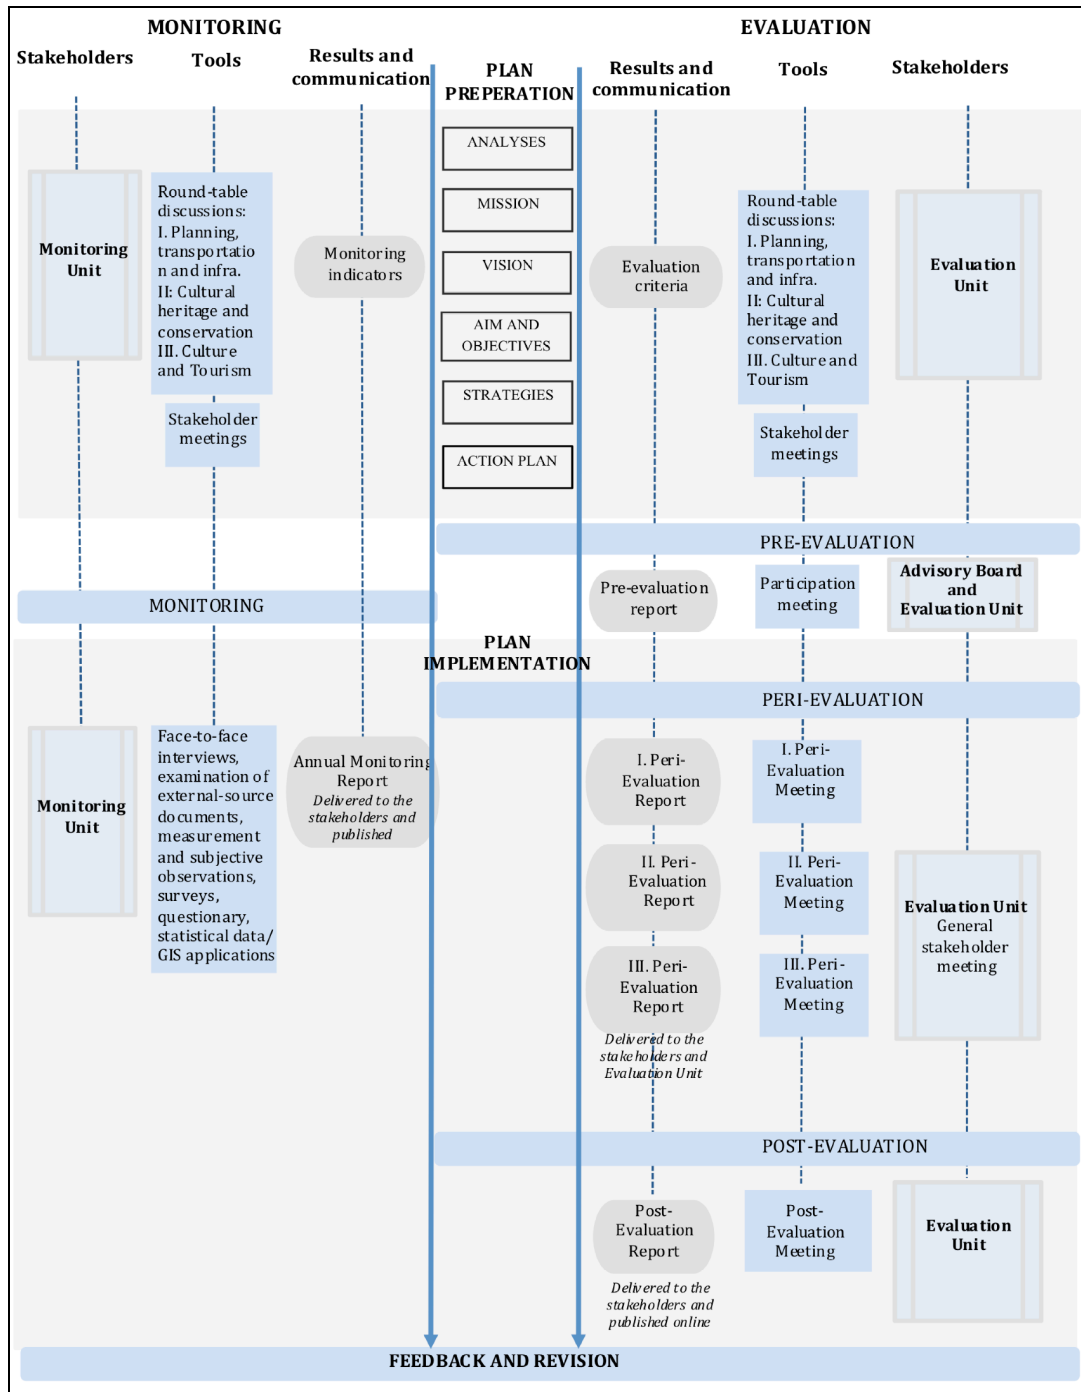 MONITORING
EVALUATION
Stakeholders
Tools
Results and
communication
PLAN
PREPERATION
Results and
communication
Tools
Stakeholders
Monitoring
Unit
Round-table
discussions:
I. Planning,
transportatio
n and infra.
II: Cultural
heritage and
conservation
III. Culture
and Tourism
Stakeholder
meetings
Monitoring
indicators
ANALYSES
MISSION
VISION
AIM AND
OBJECTIVES
STRATEGIES
ACTION PLAN
Evaluation
criteria
Round-table
discussions:
I. Planning,
transportation
and infra.
II: Cultural
heritage and
conservation
III. Culture and
Tourism
Stakeholder
meetings
Evaluation
Unit
PRE-EVALUATION
Pre-evaluation
report
Participation
meeting
Advisory Board
and
Evaluation Unit
MONITORING
PLAN
IMPLEMENTATION
PERI-EVALUATION
Monitoring
Unit
Face-to-face
interviews,
examination of
external-source
documents,
measurement
and subjective
observations,
surveys,
questionary,
statistical data/
GIS applications
Annual Monitoring
Report
Delivered to the
stakeholders and
published
I. Peri-
Evaluation
Report
I. Peri-
Evaluation
Meeting
II. Peri-
Evaluation
Report
II. Peri-
Evaluation
Meeting
III. Peri-
Evaluation
Report
III. Peri-
Evaluation
Meeting
Delivered to the
stakeholders and
Evaluation Unit
Evaluation Unit
General
stakeholder
meeting
POST-EVALUATION
Post-
Evaluation
Report
Delivered to the
stakeholders and
published online
Post-
Evaluation
Meeting
Evaluation
Unit
FEEDBACK AND REVISION